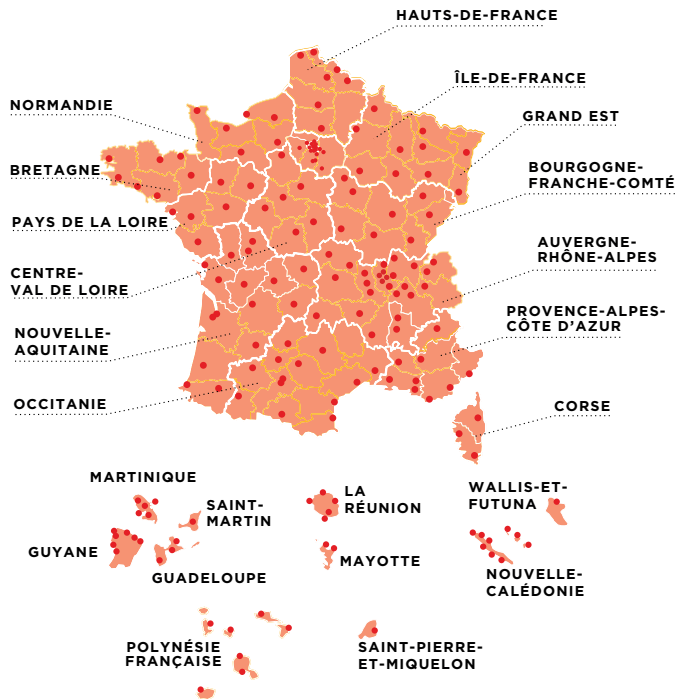 HAUTS-DE-FRANCE
ÎLE-DE-FRANCE
NORMANDIE
GRAND EST
BRETAGNE
BOURGOGNE-
FRANCHE-COMTÉ
PAYS DE LA LOIRE
AUVERGNE-
RHÔNE-ALPES
CENTRE-
VAL DE LOIRE
PROVENCE-ALPES-
CÔTE D'AZUR
NOUVELLE-
AQUITAINE
OCCITANIE
CORSE
MARTINIQUE
SAINT-
MARTIN
LA
RÉUNION
WALLIS-ET-
FUTUNA
GUYANE
GUADELOUPE
MAYOTTE
NOUVELLE-
CALÉDONIE
POLYNÉSIE
FRANÇAISE
SAINT-PIERRE-
ET-MIQUELON